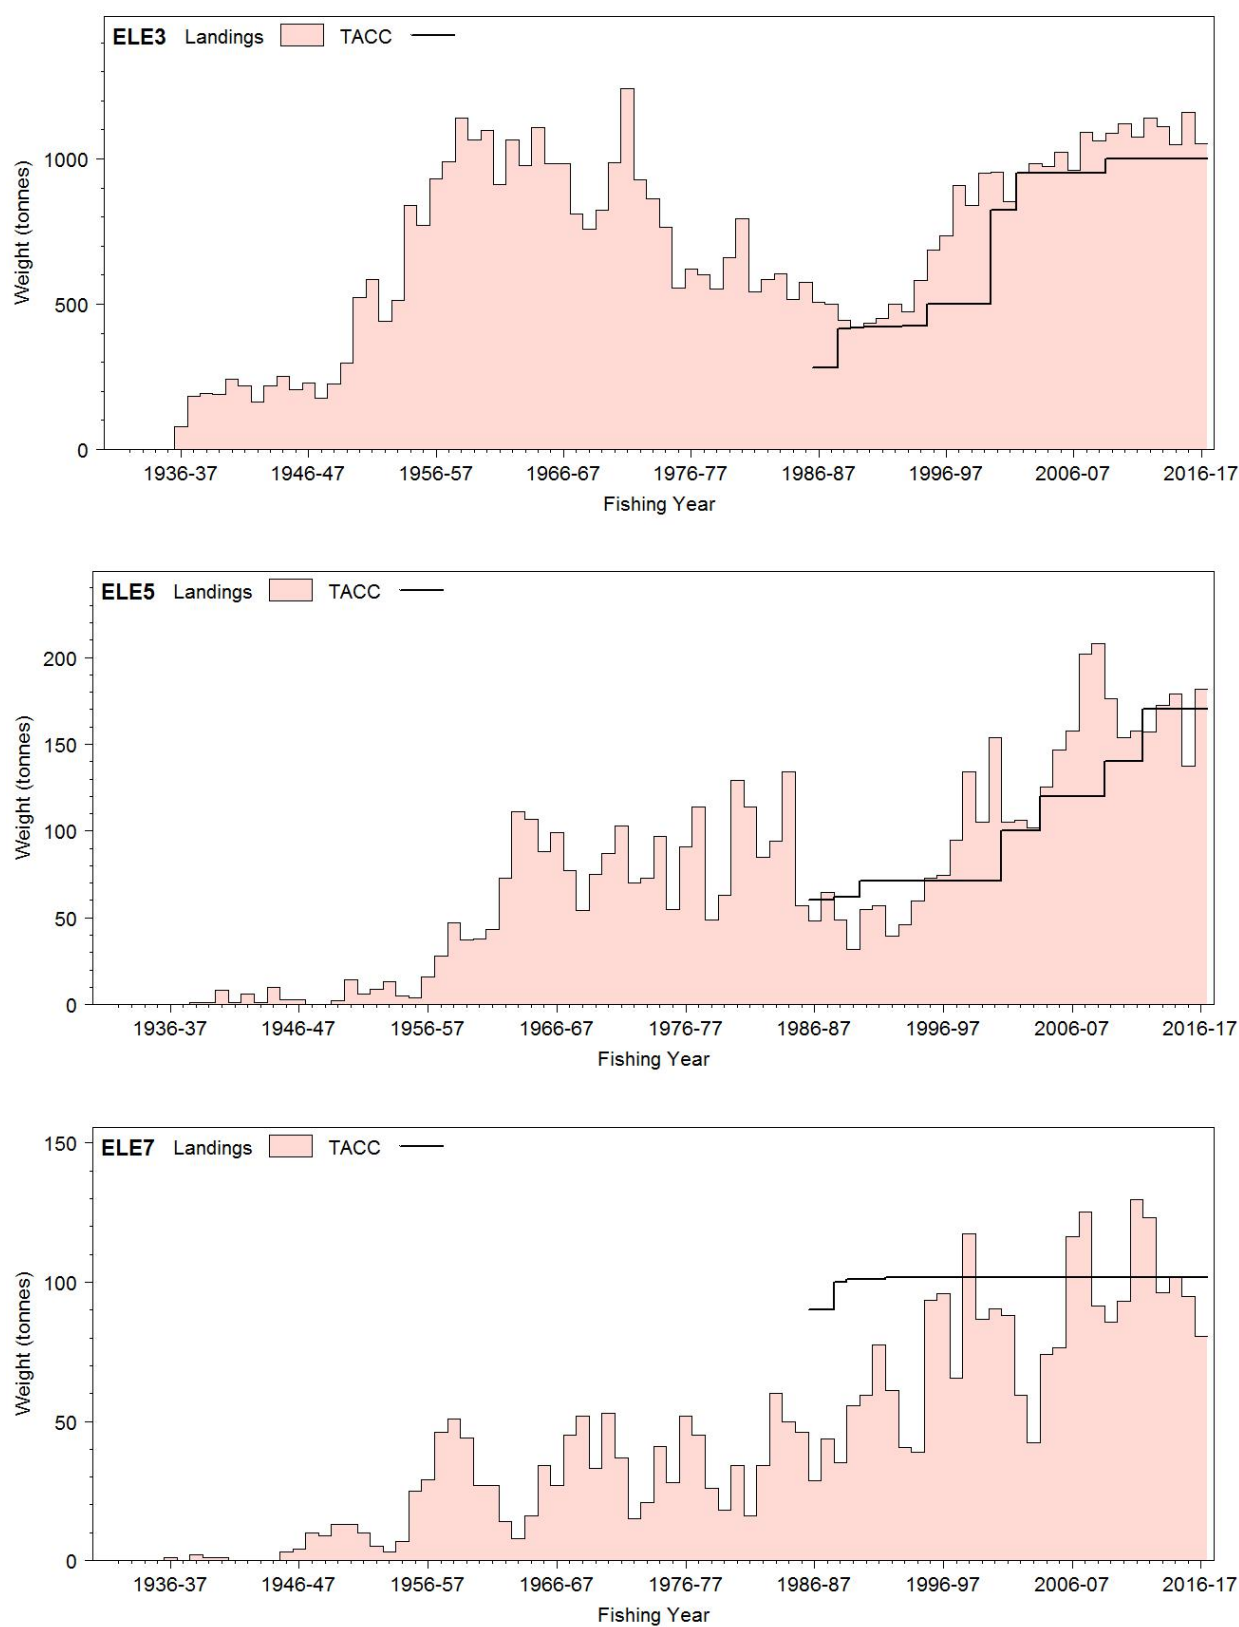 ELE3 Landings TACC
1000
500
0
Weight (tonnes)
1936-37 1946-47 1956-57 1966-67 1976-77 1986-87 1996-97 2006-07 2016-17
Fishing Year
ELE5 Landings TACC
200
150
100
50
0
Weight (tonnes)
1936-37 1946-47 1956-57 1966-67 1976-77 1986-87 1996-97 2006-07 2016-17
Fishing Year
ELE7 Landings TACC
150
100
50
0
Weight (tonnes)
1936-37 1946-47 1956-57 1966-67 1976-77 1986-87 1996-97 2006-07 2016-17
Fishing Year